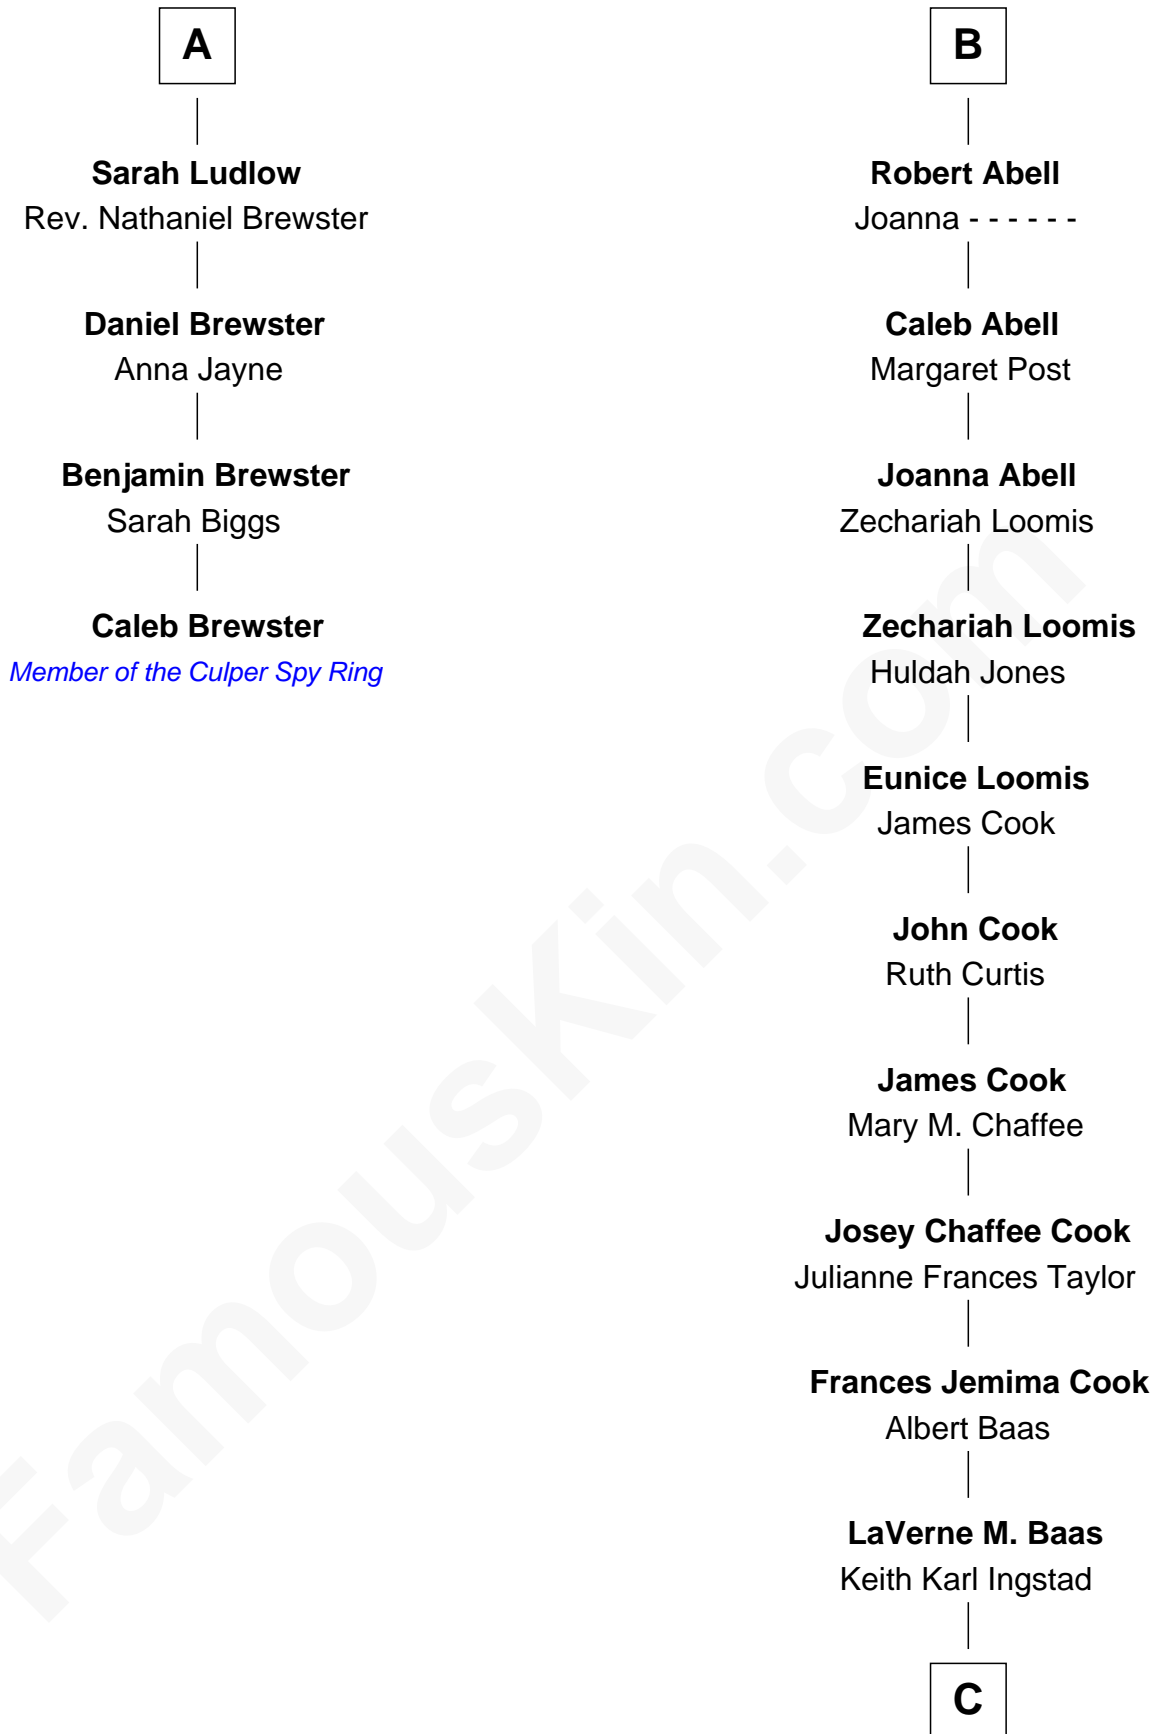 A
Sarah Ludlow
Rev. Nathaniel Brewster
Daniel Brewster
Anna Jayne
Benjamin Brewster
Sarah Biggs
Caleb Brewster
Member of the Culper Spy Ring
B
Robert Abell
Joanna - - - - - -
Caleb Abell
Margaret Post
Joanna Abell
Zechariah Loomis
Zechariah Loomis
Huldah Jones
Eunice Loomis
James Cook
John Cook
Ruth Curtis
James Cook
Mary M. Chaffee
Josey Chaffee Cook
Julianne Frances Taylor
Frances Jemima Cook
Albert Baas
LaVerne M. Baas
Keith Karl Ingstad
C
FamousKin.com